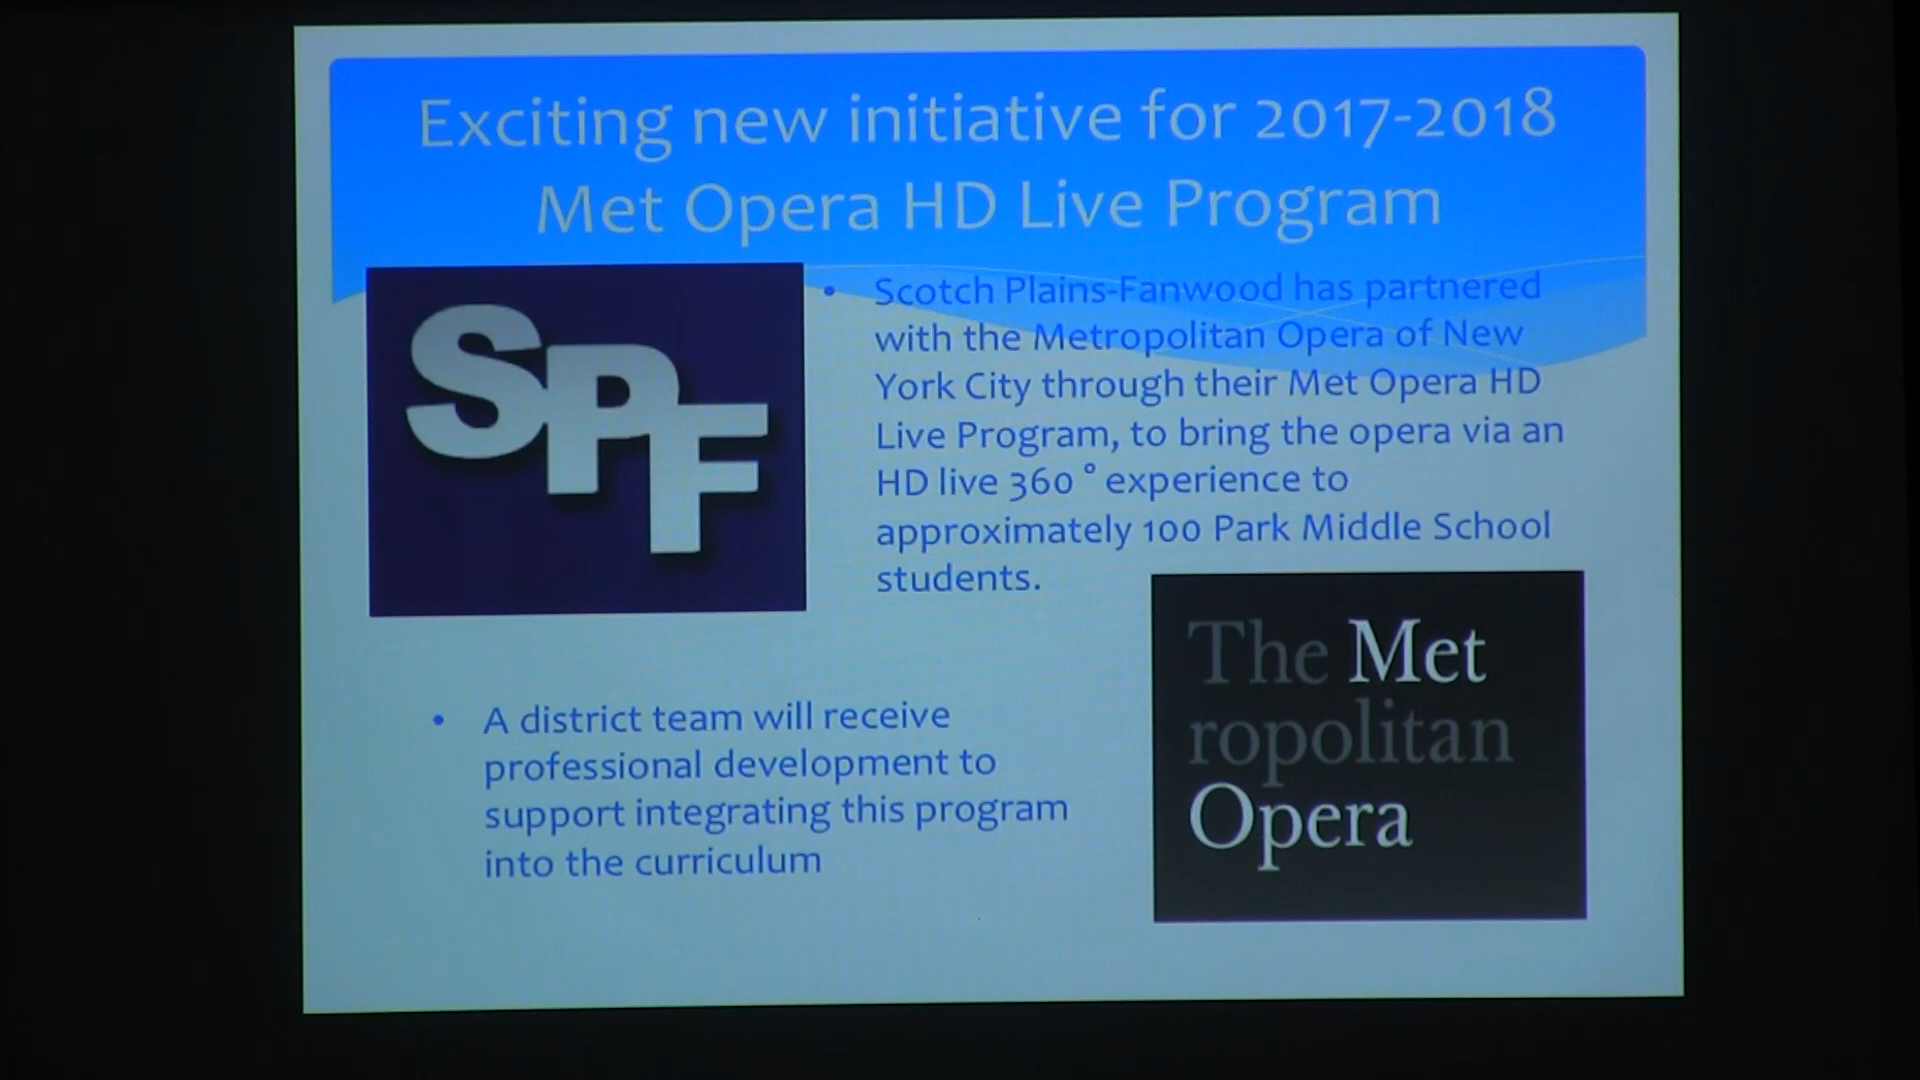 Exciting new initiative for 2017-2018
Met Opera HD Live Program
SPF
• Scotch Plains-Fanwood has partnered
with the Metropolitan Opera of New
York City through their Met Opera HD
Live Program, to bring the opera via an
HD live 360° experience to
approximately 100 Park Middle School
students.
• A district team will receive
professional development to
support integrating this program
into the curriculum
The Met
ropolitan
Opera